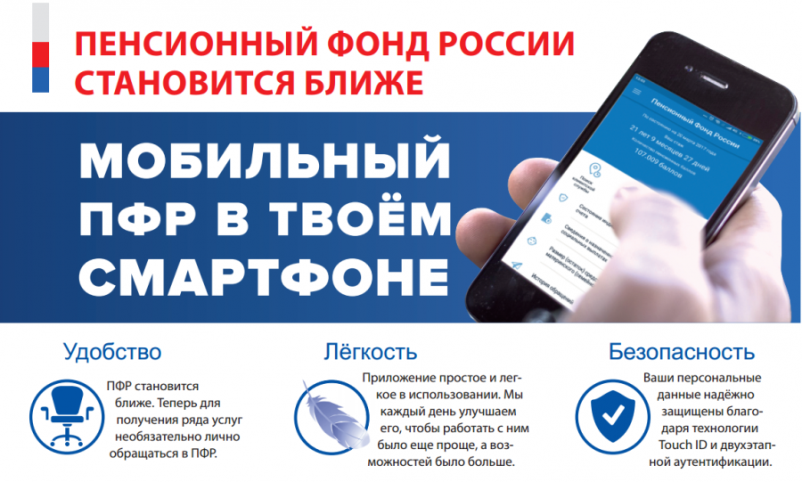 ПЕНСИОННЫЙ ФОНД РОССИИ
СТАНОВИТСЯ БЛИЖЕ
МОБИЛЬНЫЙ
ПФР В ТВОЁМ
СМАРТФОНЕ
Пенсионный Фонд России
21 лет 9 месяцев 27 дней
107.009 баллов
История обращений
Удобство
ПФР становится
ближе. Теперь для
получения ряда услуг
необязательно лично
обращаться в ПФР.
Лёгкость
Приложение простое и лег-
кое в использовании. Мы
каждый день улучшаем
его, чтобы работать с ним
было еще проще, а воз-
можностей было больше.
Безопасность
Ваши персональные
данные надёжно
защищены благо-
даря технологии
Touch ID и двухэтап-
ной аутентификации.